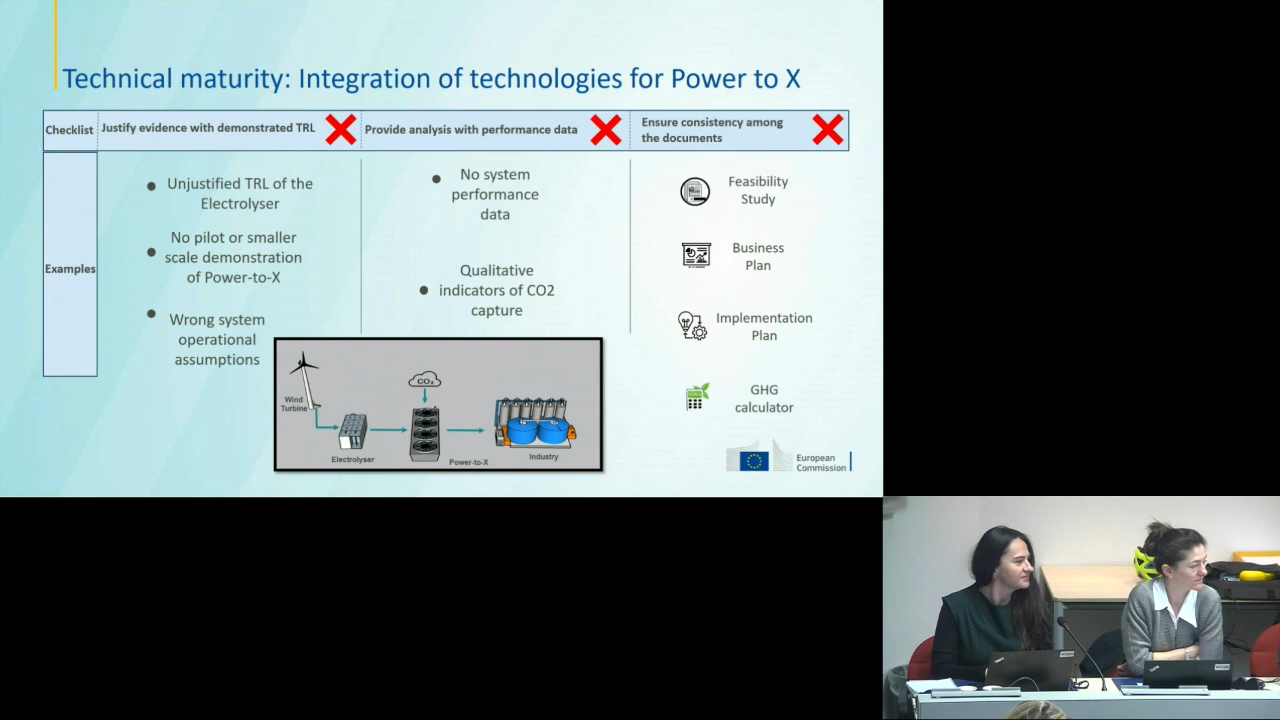 Technical maturity: Integration of technologies for Power to X
Checklist
Justify evidence with demonstrated TRL
Provide analysis with performance data
Ensure consistency among
the documents
Examples
Unjustified TRL of the
Electrolyser
No pilot or smaller
scale demonstration
of Power-to-X
Wrong system
operational
assumptions
No system
performance
data
Qualitative
indicators of CO2
capture
Feasibility
Study
Business
Plan
Implementation
Plan
GHG
calculator
Wind
Turbine
CO₂
Electrolyser
Power-to-X
Industry
European
Commission